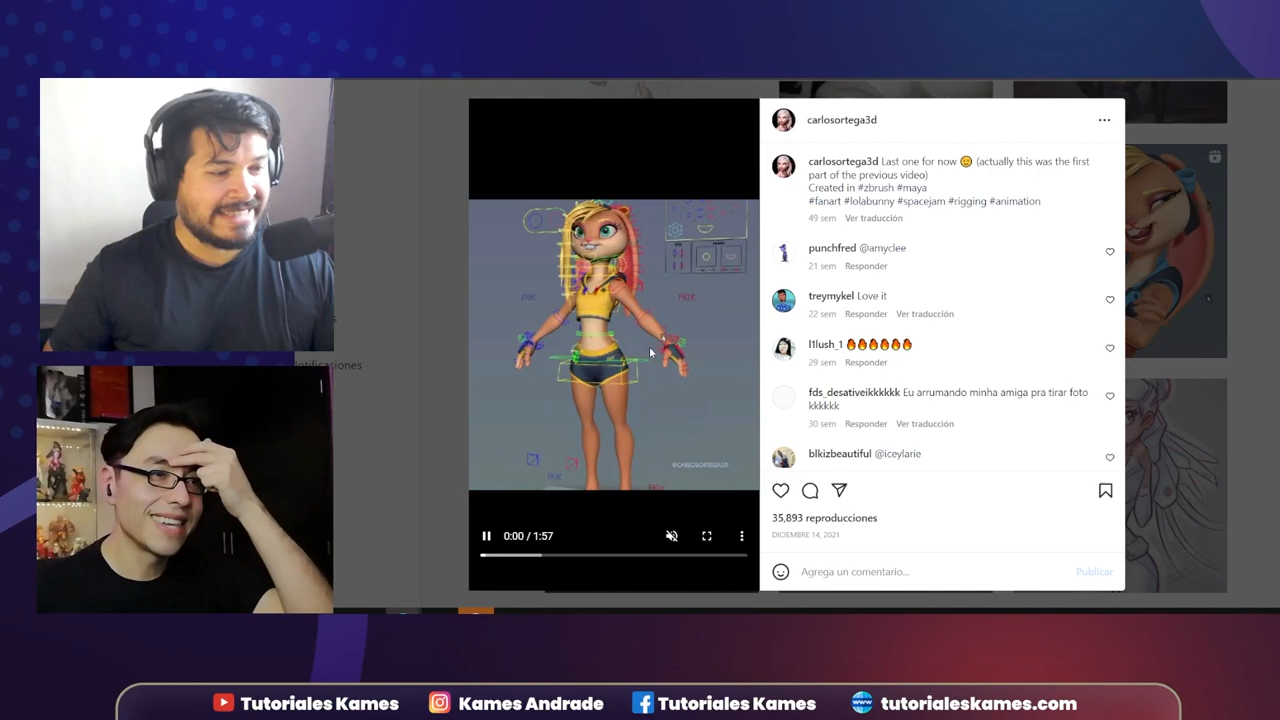 carlosortega3d
carlosortega3d Last one for now 😉 (actually this was the first
part of the previous video)
Created in #zbrush #maya
#fanart #lolabunny #spacejam #rigging #animation
49 sem Ver traducción
punchfred @amyclee
21 sem Responder
treymykel Love it
22 sem Responder Ver traducción
l1lush_1 🔥🔥🔥🔥🔥🔥
29 sem Responder
fds_desativeikkkkkk Eu arrumando minha amiga pra tirar foto
kkkkkk
30 sem Responder Ver traducción
blkizbeautiful @iceylarie
35,893 reproducciones
DICIEMBRE 14, 2021
Agrega un comentario... Publicar
@CARLOSORTEGA3D
0:00 / 1:57
otificaciones
Tutoriales Kames Kames Andrade Tutoriales Kames tutorialeskames.com